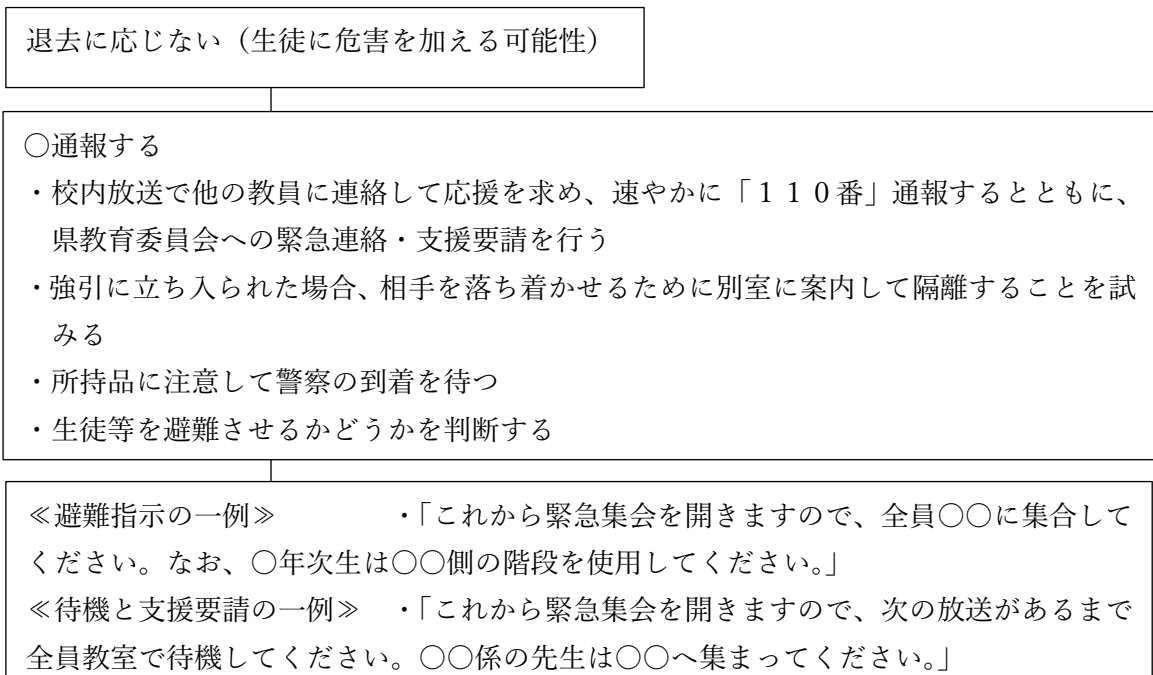 退去に応じない（生徒に危害を加える可能性）
○通報する
・校内放送で他の教員に連絡して応援を求め、速やかに「１１０番」通報するとともに、
県教育委員会への緊急連絡・支援要請を行う
・強引に立ち入られた場合、相手を落ち着かせるために別室に案内して隔離することを試
みる
・所持品に注意して警察の到着を待つ
・生徒等を避難させるかどうかを判断する
≪避難指示の一例≫　　　　・「これから緊急集会を開きますので、全員○○に集合して
ください。なお、○年次生は○○側の階段を使用してください。」
≪待機と支援要請の一例≫　・「これから緊急集会を開きますので、次の放送があるまで
全員教室で待機してください。○○係の先生は○○へ集まってください。」